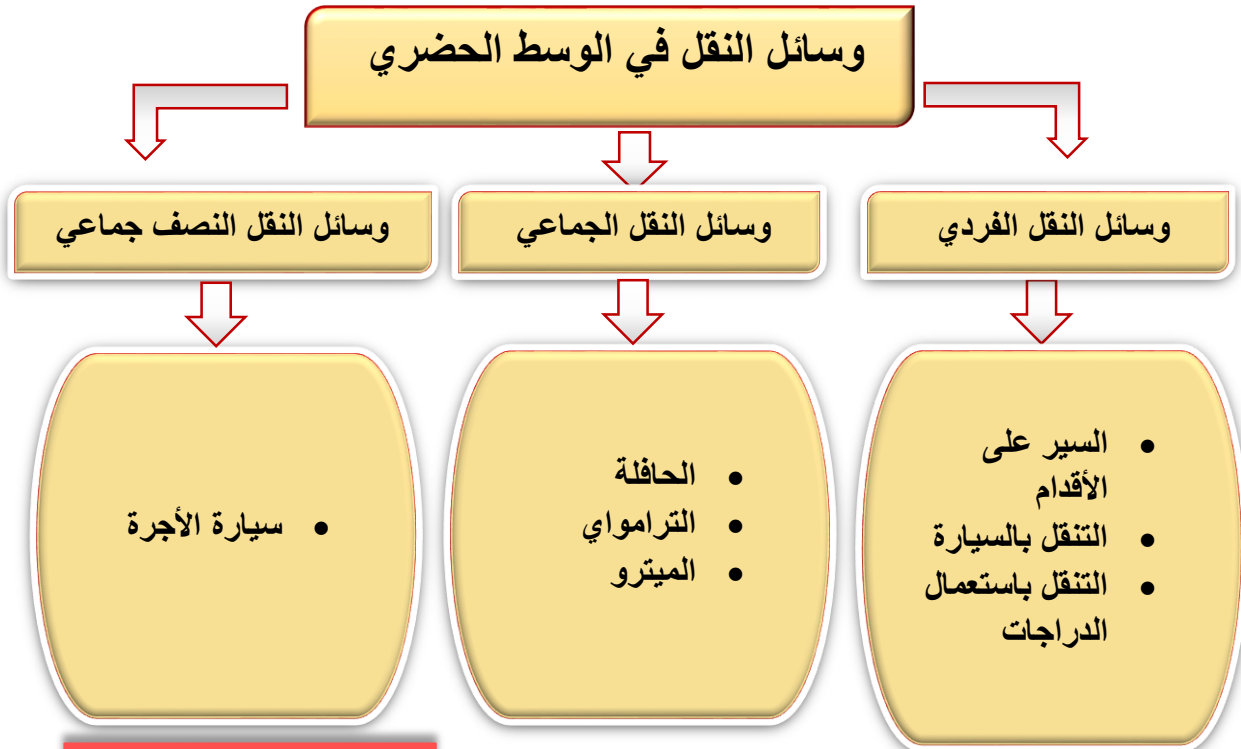 وسائل النقل في الوسط الحضري
وسائل النقل الفردي
وسائل النقل الجماعي
وسائل النقل النصف جماعي
• السير على
الأقدام
• التنقل بالسيارة
• التنقل باستعمال
الدراجات
• الحافلة
• الترامواي
• الميترو
• سيارة الأجرة